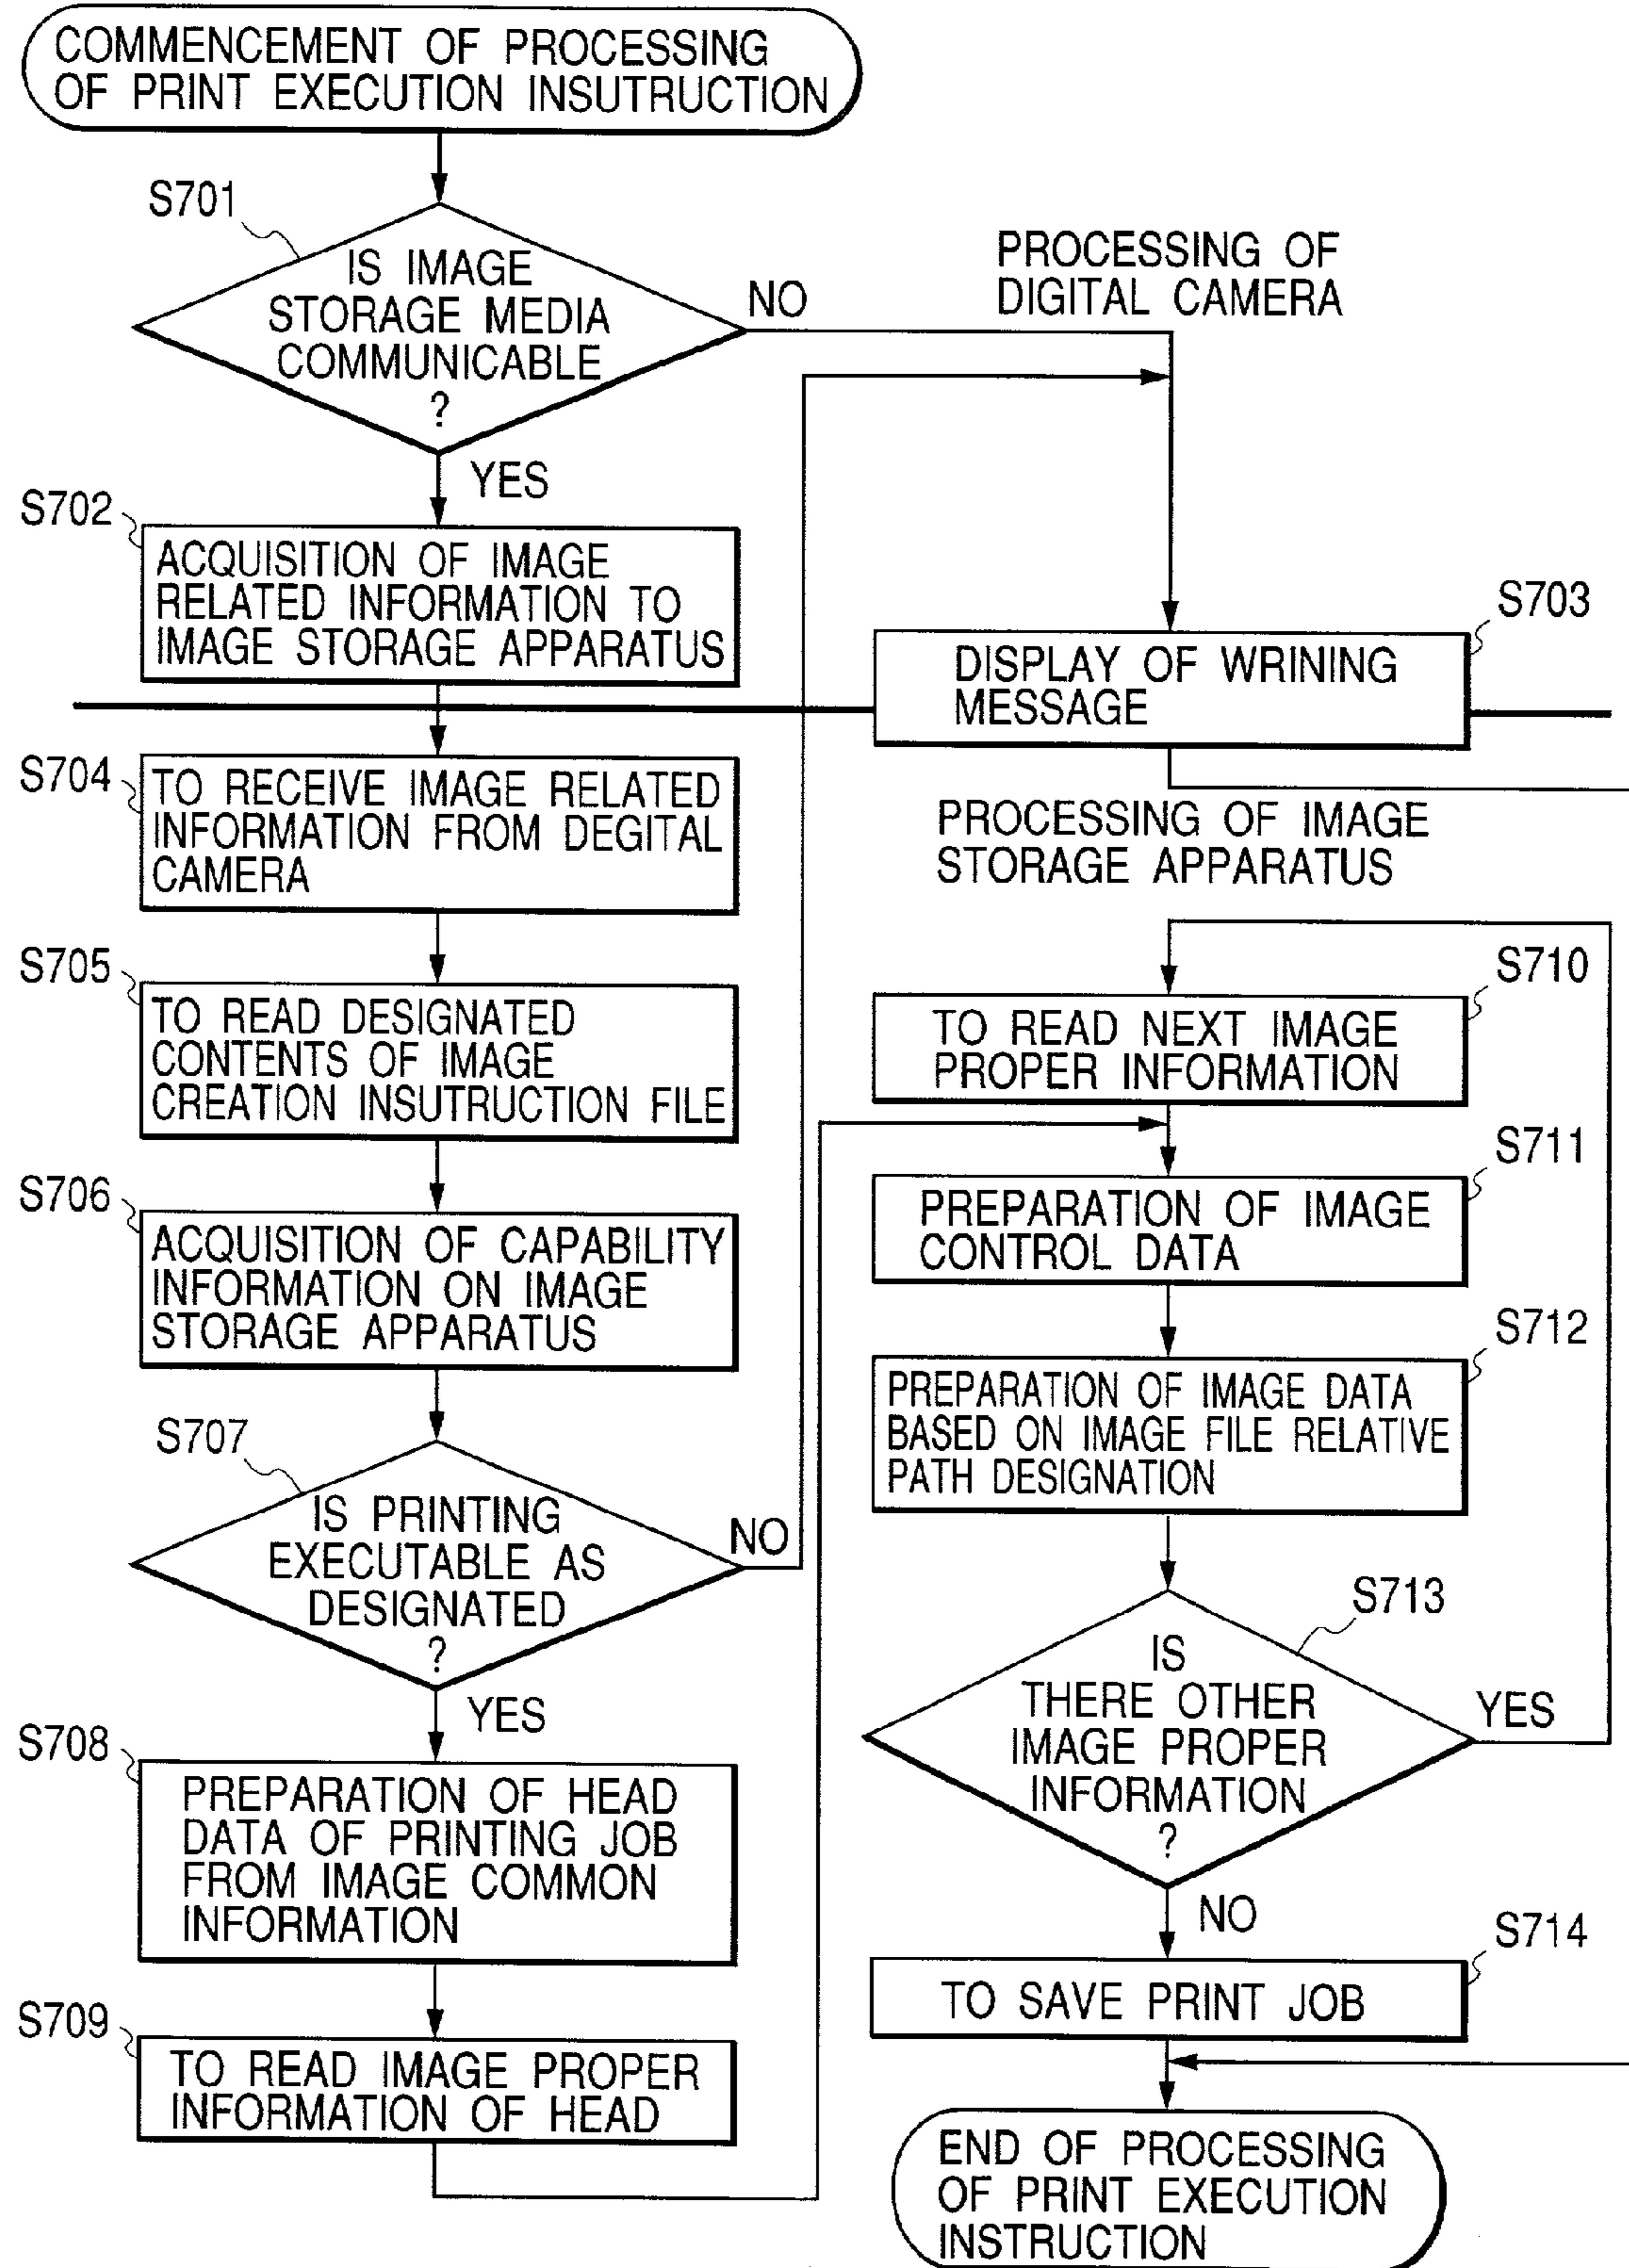 COMMENCEMENT OF PROCESSING
OF PRINT EXECUTION INSUTRUCTION
S701
IS IMAGE
STORAGE MEDIA
COMMUNICABLE
?
NO
YES
PROCESSING OF
DIGITAL CAMERA
S702
ACQUISITION OF IMAGE
RELATED INFORMATION TO
IMAGE STORAGE APPARATUS
S703
DISPLAY OF WRINING
MESSAGE
S704
TO RECEIVE IMAGE RELATED
INFORMATION FROM DEGITAL
CAMERA
PROCESSING OF IMAGE
STORAGE APPARATUS
S705
TO READ DESIGNATED
CONTENTS OF IMAGE
CREATION INSUTRUCTION FILE
S706
ACQUISITION OF CAPABILITY
INFORMATION ON IMAGE
STORAGE APPARATUS
S707
IS PRINTING
EXECUTABLE AS
DESIGNATED
?
NO
YES
S708
PREPARATION OF HEAD
DATA OF PRINTING JOB
FROM IMAGE COMMON
INFORMATION
S709
TO READ IMAGE PROPER
INFORMATION OF HEAD
S710
TO READ NEXT IMAGE
PROPER INFORMATION
S711
PREPARATION OF IMAGE
CONTROL DATA
S712
PREPARATION OF IMAGE DATA
BASED ON IMAGE FILE RELATIVE
PATH DESIGNATION
S713
IS
THERE OTHER
IMAGE PROPER
INFORMATION
?
YES
NO
S714
TO SAVE PRINT JOB
END OF PROCESSING
OF PRINT EXECUTION
INSTRUCTION